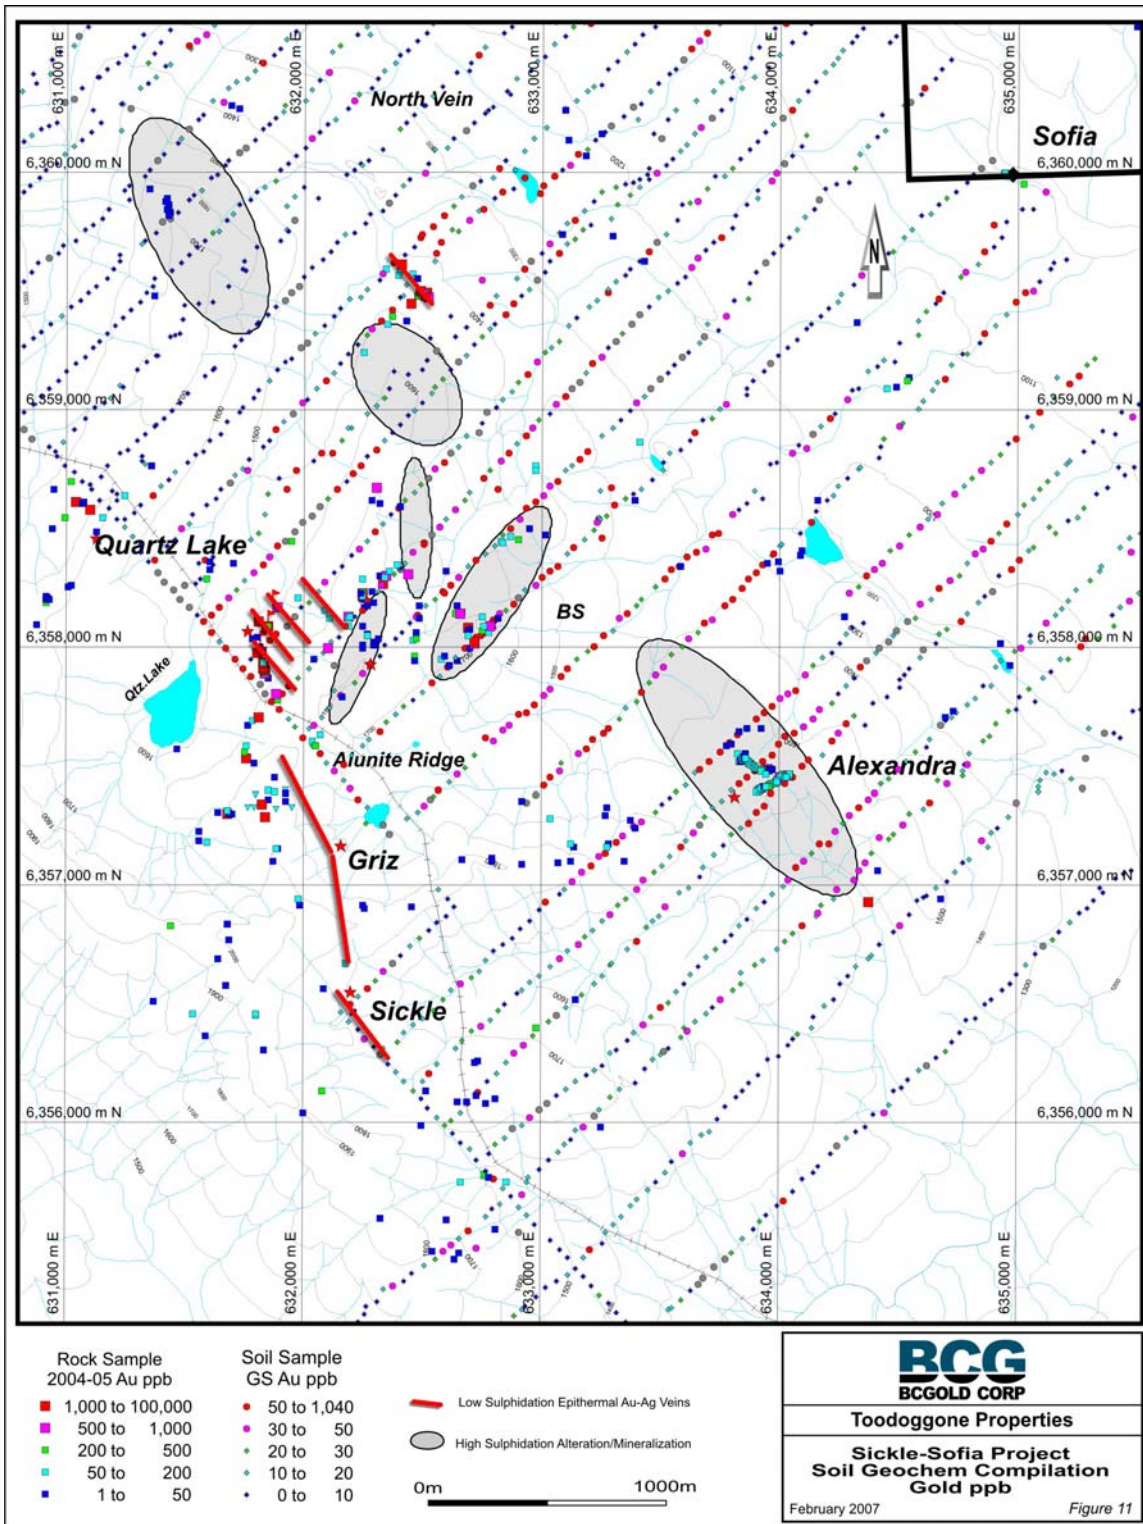 631,000 m E
632,000 m E
633,000 m E
634,000 m E
635,000 m E
North Vein
Sofia
6,360,000 m N
6,360,000 m N
N
6,359,000 m N
6,359,000 m N
Quartz Lake
BS
6,358,000 m N
6,358,000 m N
Qtz.Lake
Aiunite Ridge
Alexandra
Griz
6,357,000 m N
6,357,000 m N
Sickle
6,356,000 m N
6,356,000 m N
631,000 m E
632,000 m E
633,000 m E
634,000 m E
635,000 m E
Rock Sample
2004-05 Au ppb
1,000 to 100,000
500 to 1,000
200 to 500
50 to 200
1 to 50
Soil Sample
GS Au ppb
50 to 1,040
30 to 50
20 to 30
10 to 20
0 to 10
Low Sulphidation Epithermal Au-Ag Veins
High Sulphidation Alteration/Mineralization
0m 1000m
BCG
BCGOLD CORP
Toodoggone Properties
Sickle-Sofia Project
Soil Geochem Compilation
Gold ppb
February 2007 Figure 11